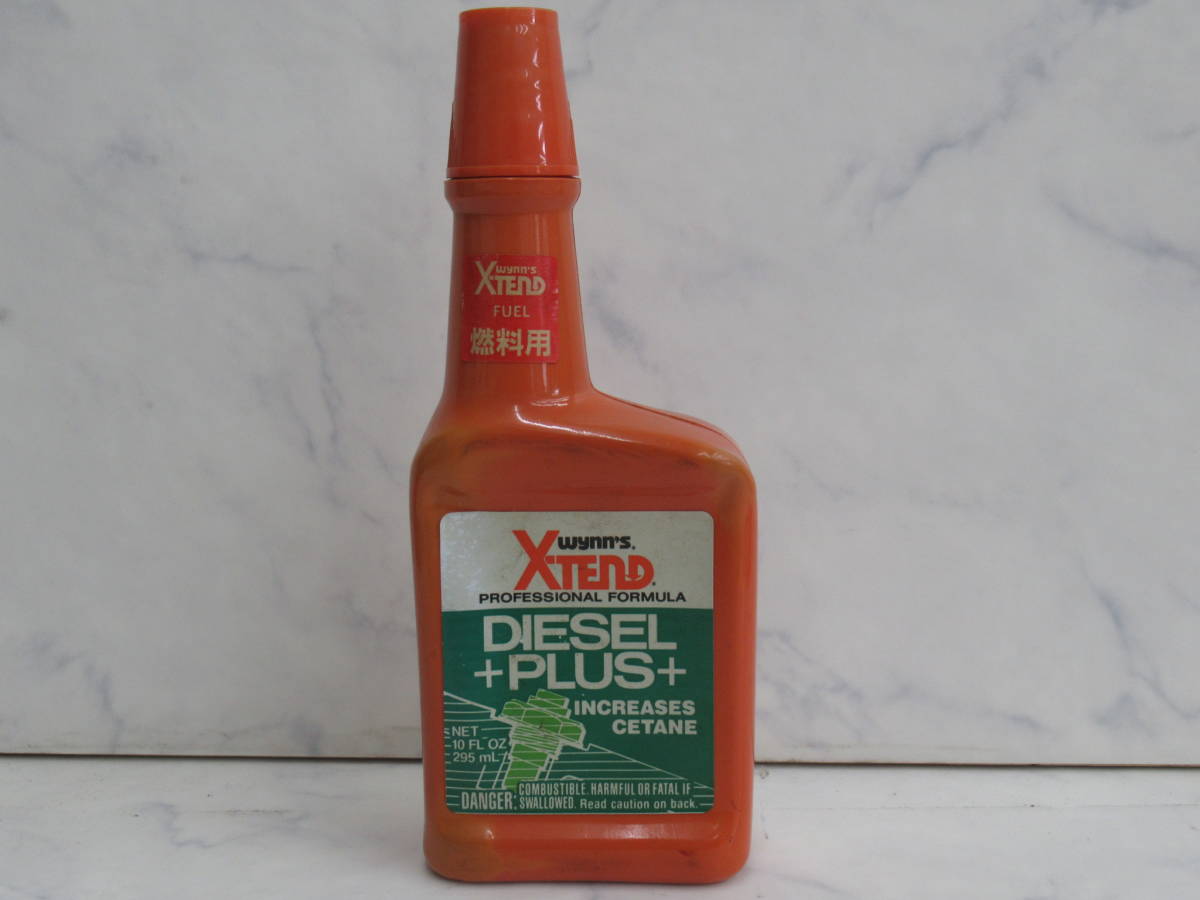 wynn's
XTEND
FUEL
燃料用
wynn's®
XTEND®
PROFESSIONAL FORMULA
DIESEL
+PLUS+
INCREASES
CETANE
NET
10 FL OZ
295 mL
DANGER: COMBUSTIBLE. HARMFUL OR FATAL IF
SWALLOWED. Read caution on back.